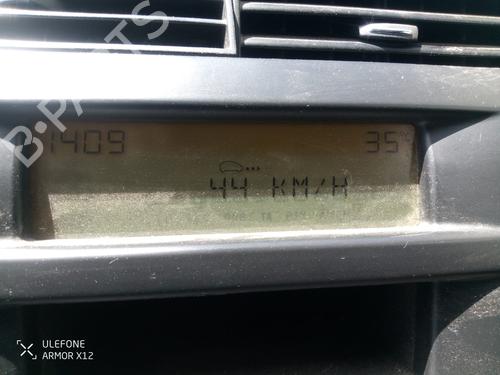 B-PARTS
1409 35°
44 KM/H
ULEFONE
ARMOR X12